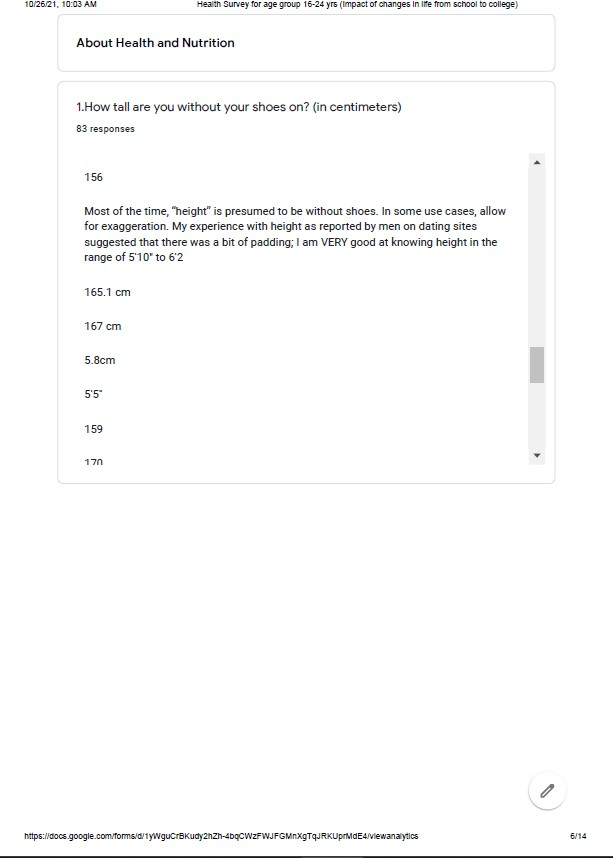 10/26/21, 10:03 AM
Health Survey for age group 16-24 yrs (Impact of changes in life from school to college)
About Health and Nutrition
1.How tall are you without your shoes on? (in centimeters)
83 responses
156
Most of the time, “height” is presumed to be without shoes. In some use cases, allow
for exaggeration. My experience with height as reported by men on dating sites
suggested that there was a bit of padding; I am VERY good at knowing height in the
range of 5'10" to 6'2
165.1 cm
167 cm
5.8cm
5'5"
159
170
https://docs.google.com/forms/d/1yWguCrBKudy2hZh-4bqCWzFWJFGMnXgTqJRKUprMdE4/viewanalytics
6/14